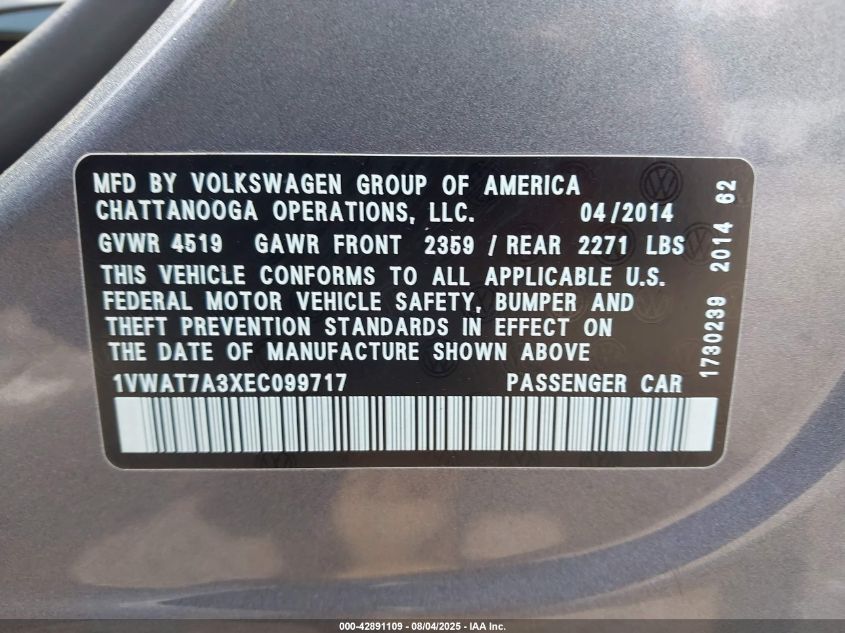 MFD BY VOLKSWAGEN GROUP OF AMERICA
CHATTANOOGA OPERATIONS, LLC. 04/2014
GVWR 4519 GAWR FRONT 2359 / REAR 2271 LBS
THIS VEHICLE CONFORMS TO ALL APPLICABLE U.S.
FEDERAL MOTOR VEHICLE SAFETY, BUMPER AND
THEFT PREVENTION STANDARDS IN EFFECT ON
THE DATE OF MANUFACTURE SHOWN ABOVE
1VWAT7A3XEC099717 PASSENGER CAR
1730239 2014 62
000-42891109 - 08/04/2025 - IAA Inc.